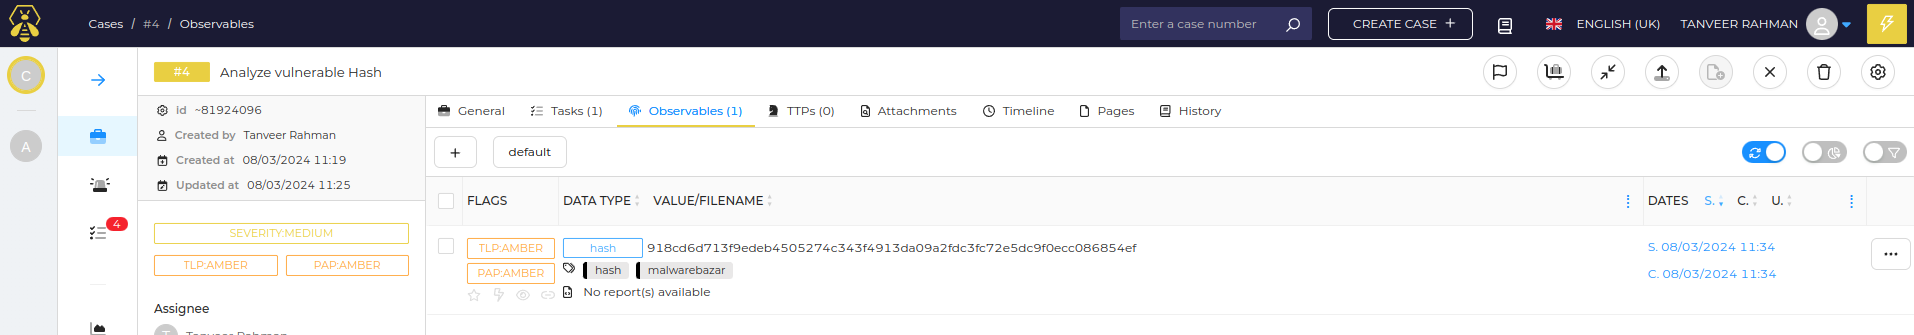 Cases / #4 / Observables
Enter a case number
CREATE CASE +
ENGLISH (UK)
TANVEER RAHMAN
C
A
4
#4 Analyze vulnerable Hash
id ~81924096
Created by Tanveer Rahman
Created at 08/03/2024 11:19
Updated at 08/03/2024 11:25
SEVERITY:MEDIUM
TLP:AMBER PAP:AMBER
Assignee
T Tanveer Rahman
General Tasks (1) Observables (1) TTPs (0) Attachments Timeline Pages History
+ default
FLAGS DATA TYPE VALUE/FILENAME DATES S. C. U.
TLP:AMBER hash 918cd6d713f9edeb4505274c343f4913da09a2fdc3fc72e5dc9f0ecc086854ef S. 08/03/2024 11:34
PAP:AMBER hash malwarebazar C. 08/03/2024 11:34
No report(s) available